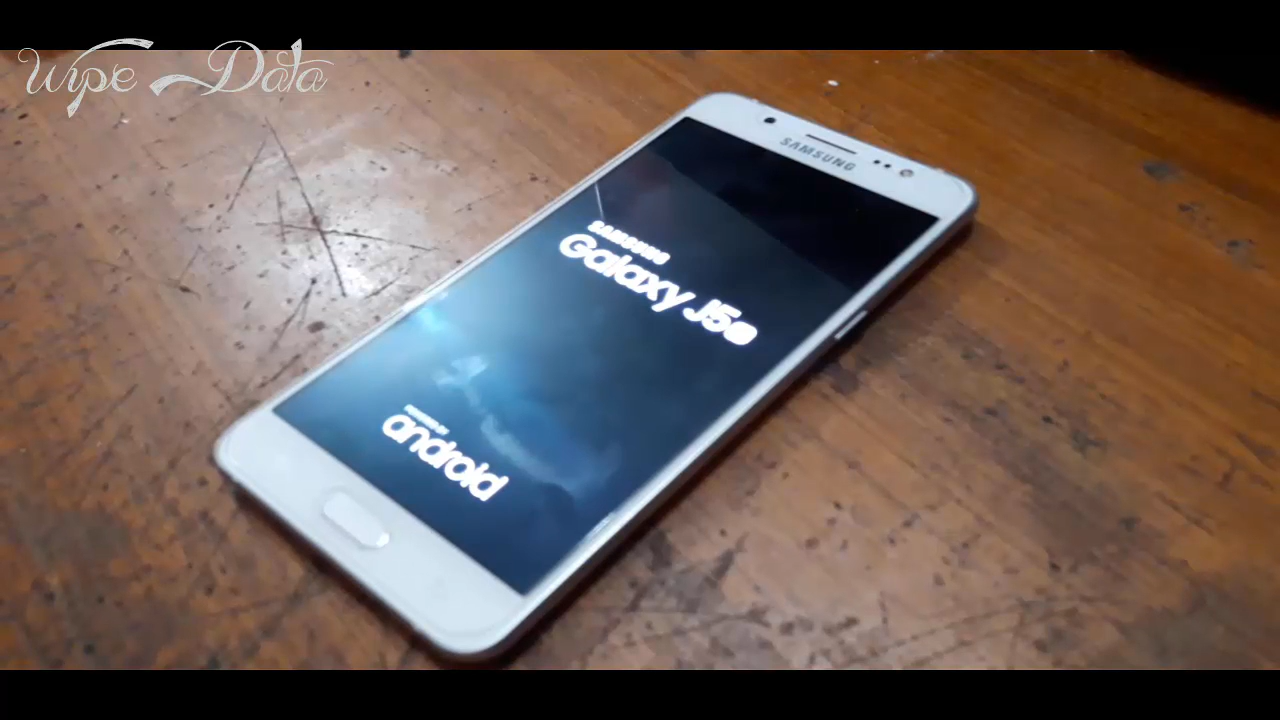 Wipe Data
SAMSUNG
SAMSUNG
Galaxy J5
android